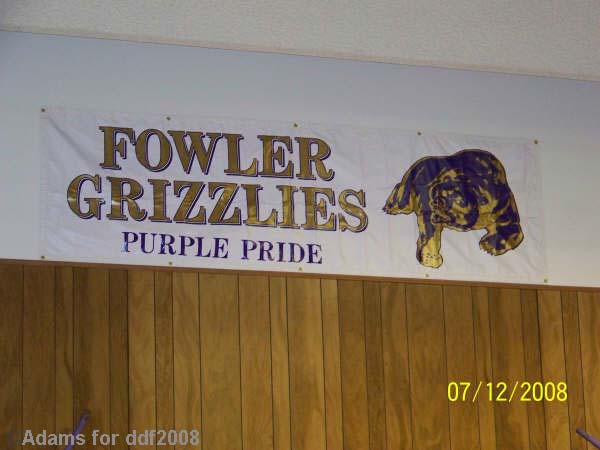 FOWLER
GRIZZLIES
PURPLE PRIDE
07/12/2008
Adams for ddf2008